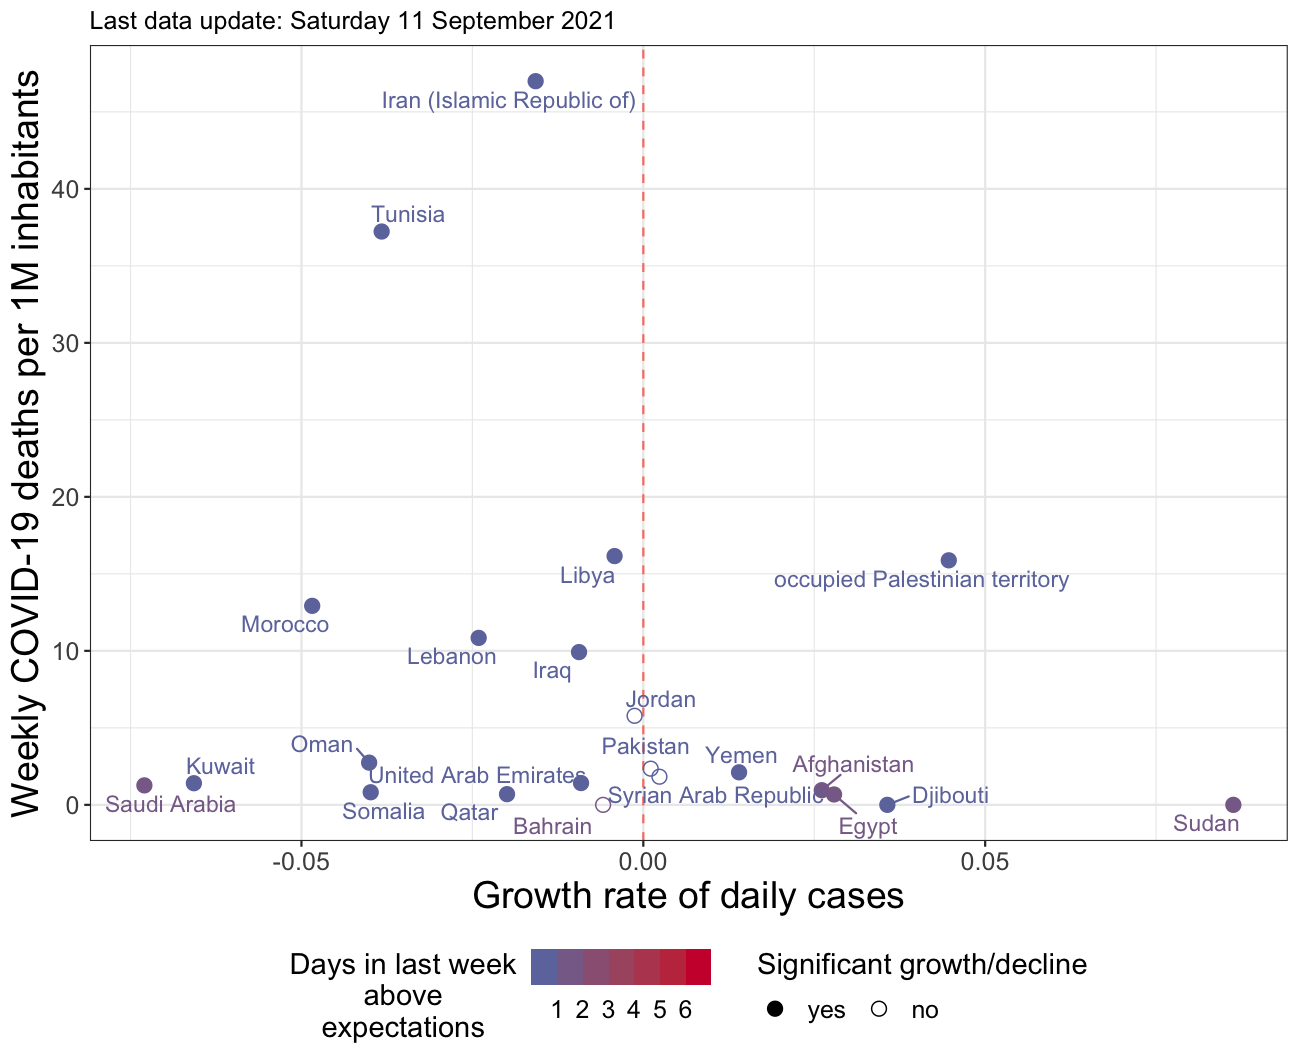 Last data update: Saturday 11 September 2021
Weekly COVID-19 deaths per 1M inhabitants
40
30
20
10
0
Iran (Islamic Republic of)
Tunisia
Libya
occupied Palestinian territory
Morocco
Lebanon
Iraq
Jordan
Oman
Pakistan
Yemen
Kuwait
United Arab Emirates
Afghanistan
Saudi Arabia
Somalia
Qatar
Syrian Arab Republic
Djibouti
Bahrain
Egypt
Sudan
-0.05
0.00
0.05
Growth rate of daily cases
Days in last week
above
expectations
1 2 3 4 5 6
Significant growth/decline
yes no